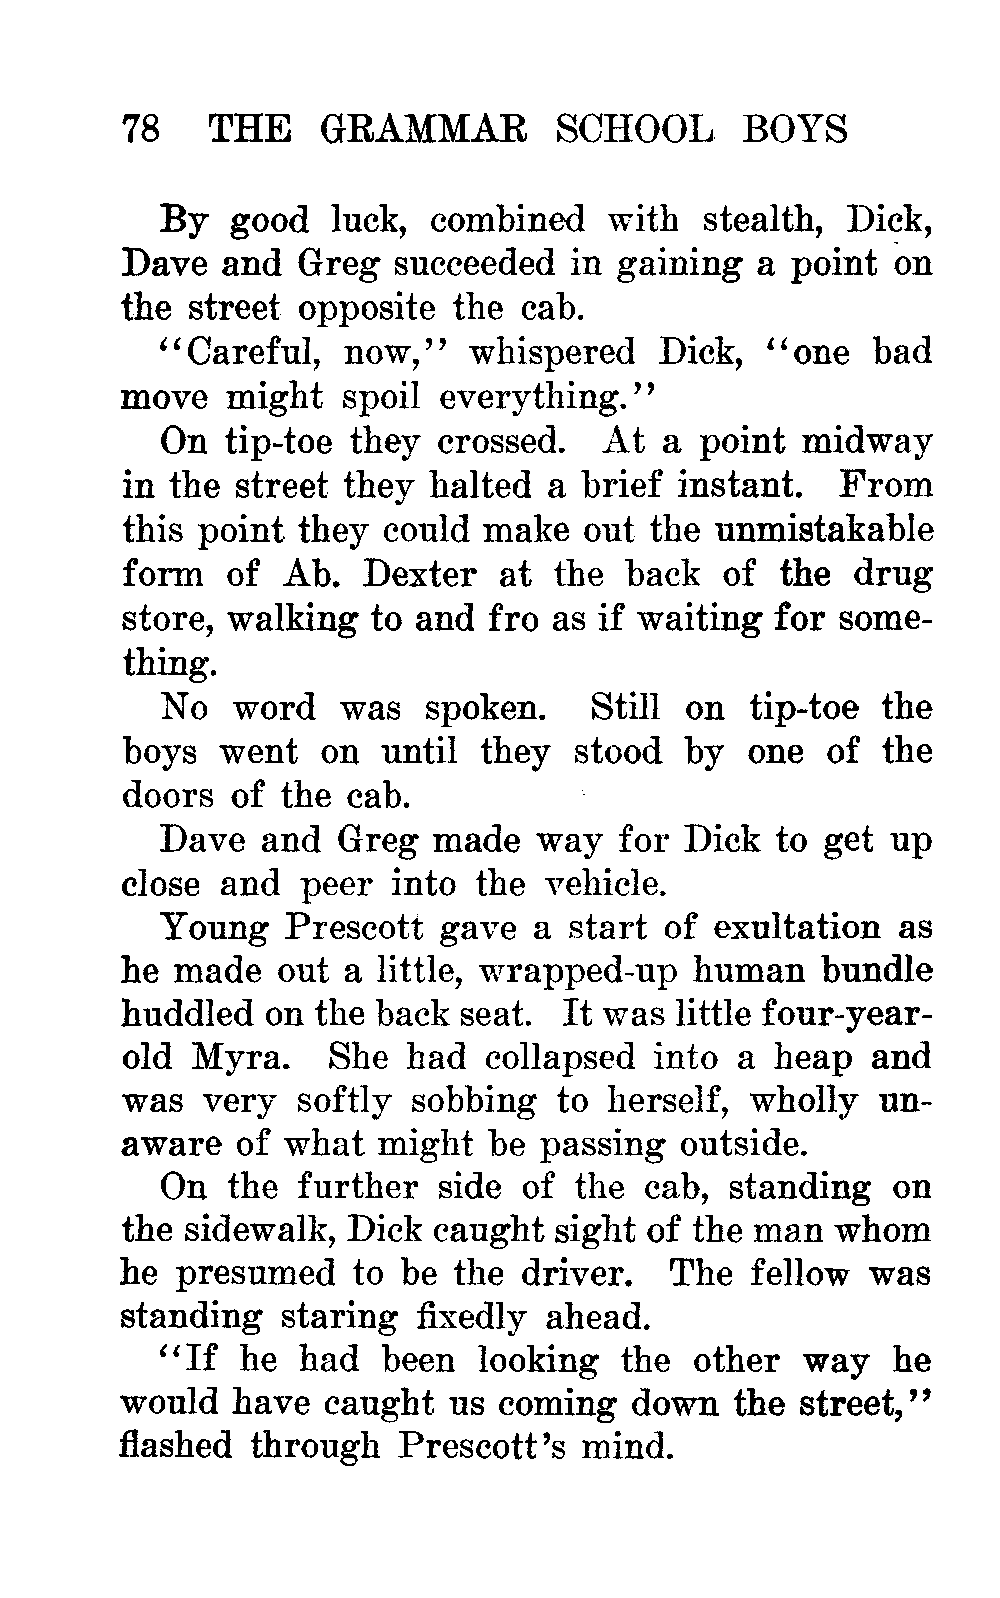 78 THE GRAMMAR SCHOOL BOYS
By good luck, combined with stealth, Dick,
Dave and Greg succeeded in gaining a point on
the street opposite the cab.
"Careful, now," whispered Dick, "one bad
move might spoil everything."
On tip-toe they crossed. At a point midway
in the street they halted a brief instant. From
this point they could make out the unmistakable
form of Ab. Dexter at the back of the drug
store, walking to and fro as if waiting for some-
thing.
No word was spoken. Still on tip-toe the
boys went on until they stood by one of the
doors of the cab.
Dave and Greg made way for Dick to get up
close and peer into the vehicle.
Young Prescott gave a start of exultation as
he made out a little, wrapped-up human bundle
huddled on the back seat. It was little four-year-
old Myra. She had collapsed into a heap and
was very softly sobbing to herself, wholly un-
aware of what might be passing outside.
On the further side of the cab, standing on
the sidewalk, Dick caught sight of the man whom
he presumed to be the driver. The fellow was
standing staring fixedly ahead.
"If he had been looking the other way he
would have caught us coming down the street,"
flashed through Prescott's mind.